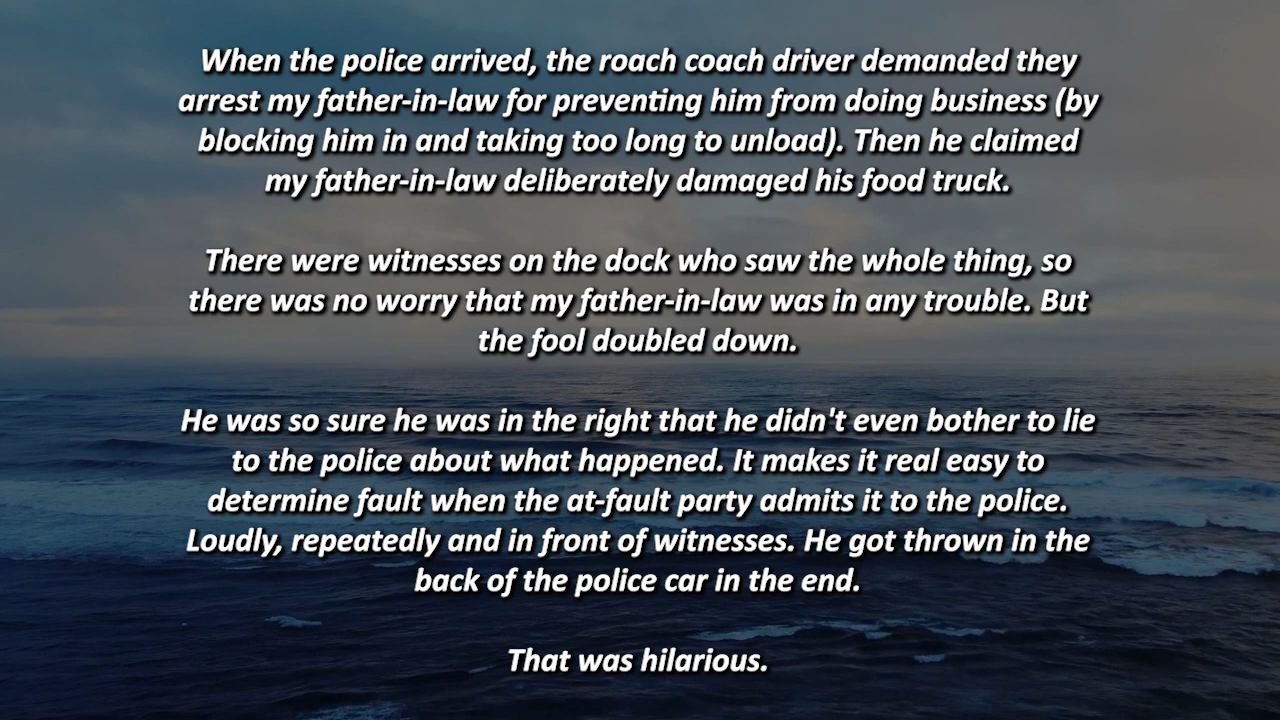 When the police arrived, the roach coach driver demanded they
arrest my father-in-law for preventing him from doing business (by
blocking him in and taking too long to unload). Then he claimed
my father-in-law deliberately damaged his food truck.
There were witnesses on the dock who saw the whole thing, so
there was no worry that my father-in-law was in any trouble. But
the fool doubled down.
He was so sure he was in the right that he didn't even bother to lie
to the police about what happened. It makes it real easy to
determine fault when the at-fault party admits it to the police.
Loudly, repeatedly and in front of witnesses. He got thrown in the
back of the police car in the end.
That was hilarious.